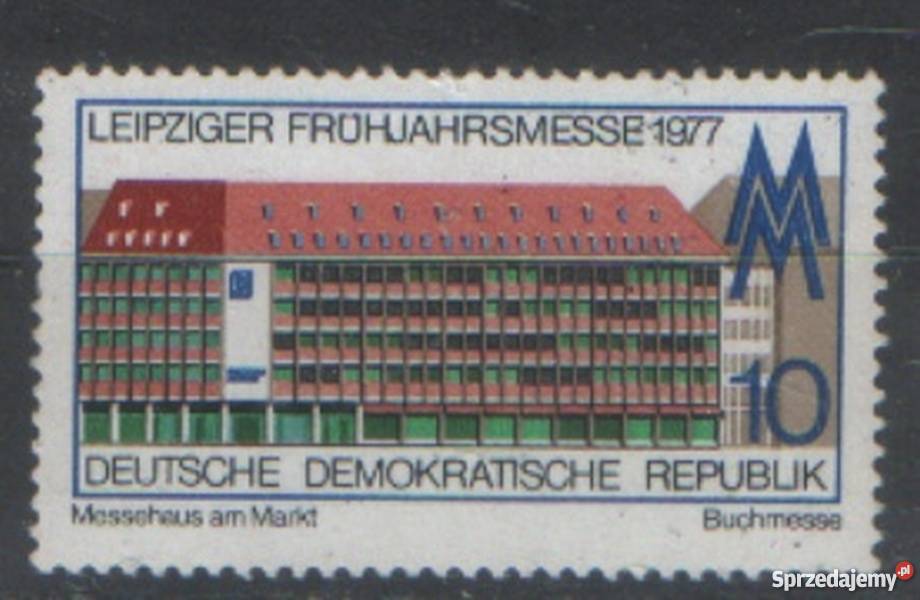 LEIPZIGER FRÜHJAHRSMESSE 1977
MM
10
DEUTSCHE DEMOKRATISCHE REPUBLIK
Messehaus am Markt
Buchmesse
Sprzedajemy.pl